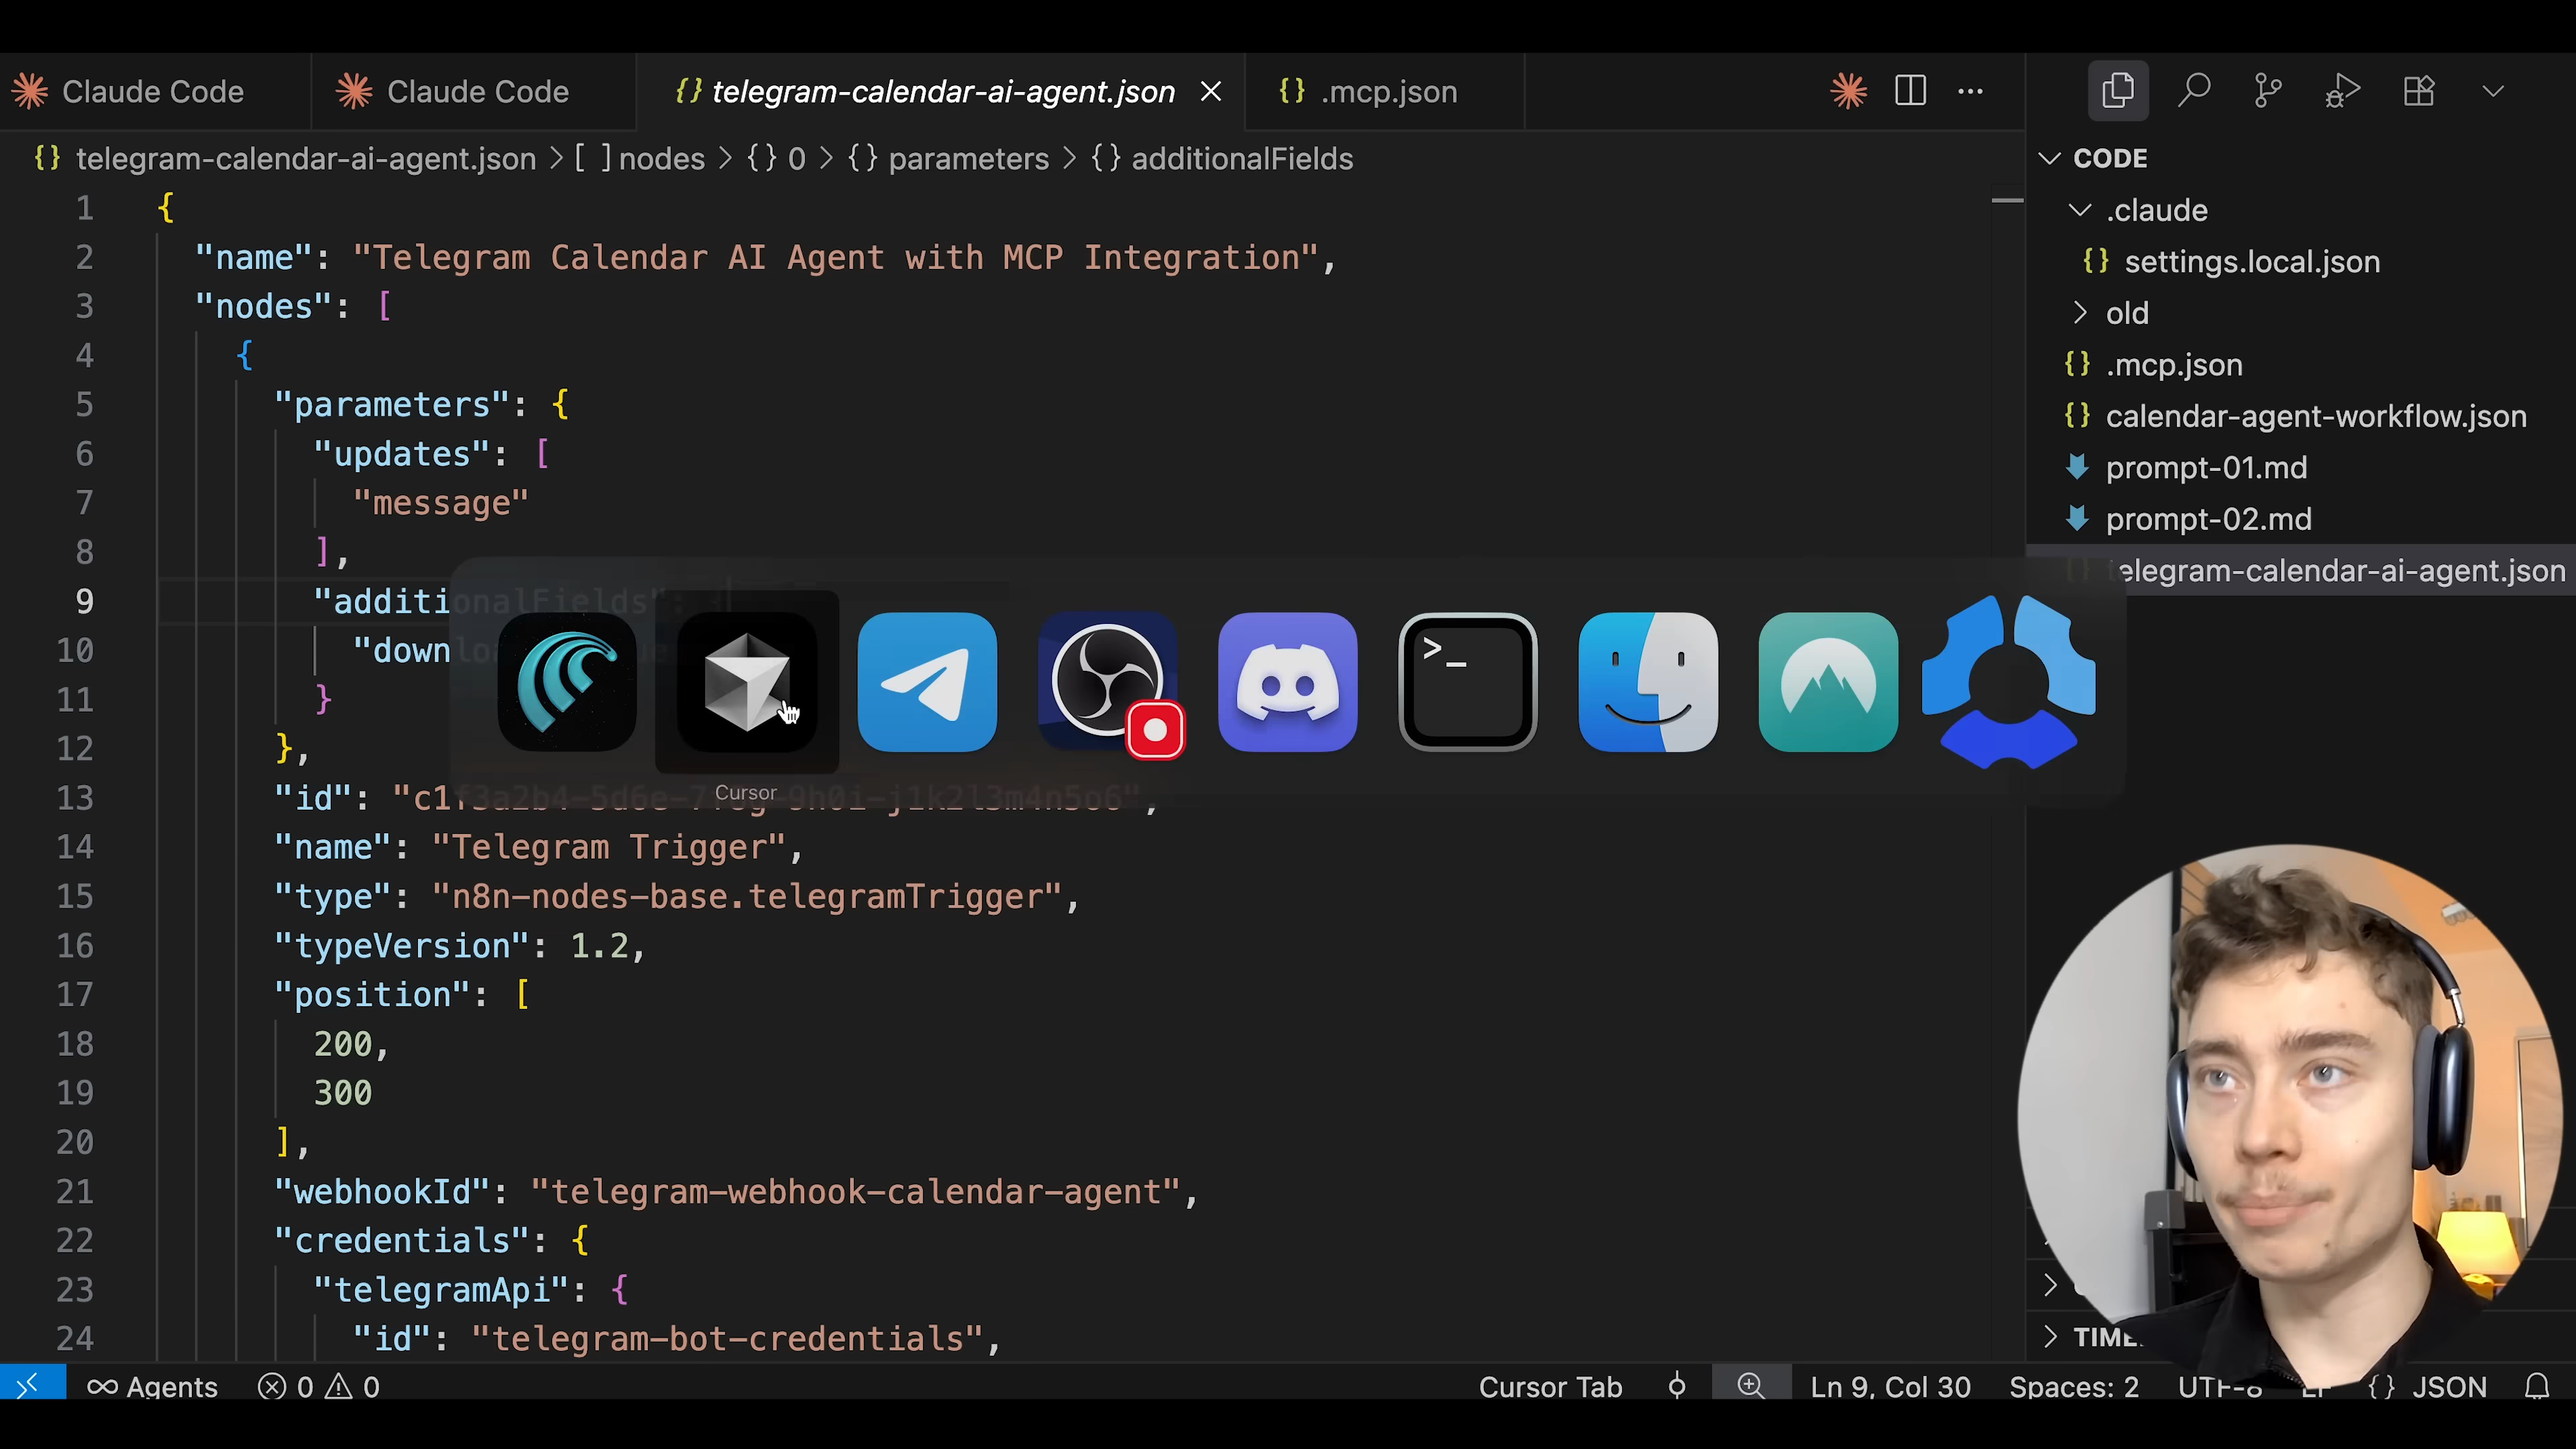 Claude Code
Claude Code
{} telegram-calendar-ai-agent.json
{} .mcp.json
{} telegram-calendar-ai-agent.json > [ ] nodes > {} 0 > {} parameters > {} additionalFields
1 {
2 "name": "Telegram Calendar AI Agent with MCP Integration",
3 "nodes": [
4 {
5 "parameters": {
6 "updates": [
7 "message"
8 ],
9 "additionalFields":
10 "down
11 }
12 },
13 "id":
14 "name": "Telegram Trigger",
15 "type": "n8n-nodes-base.telegramTrigger",
16 "typeVersion": 1.2,
17 "position": [
18 200,
19 300
20 ],
21 "webhookId": "telegram-webhook-calendar-agent",
22 "credentials": {
23 "telegramApi": {
24 "id": "telegram-bot-credentials",
Cursor
CODE
.claude
{} settings.local.json
old
{} .mcp.json
{} calendar-agent-workflow.json
prompt-01.md
prompt-02.md
telegram-calendar-ai-agent.json
TIME
Agents
0
0
Cursor Tab
Ln 9, Col 30
Spaces: 2
UTF-8
LF
{} JSON